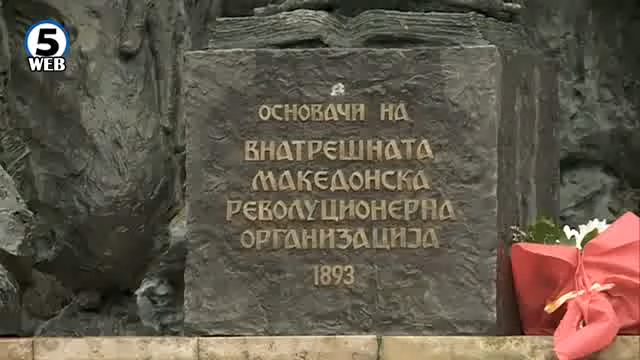 5
WEB
ОСНОВАЧИ НА
ВНАТРЕШНАТА
МАКЕДОНСКА
РЕВОЛУЦИОНЕРНА
ОРГАНИЗАЦИЈА
1893